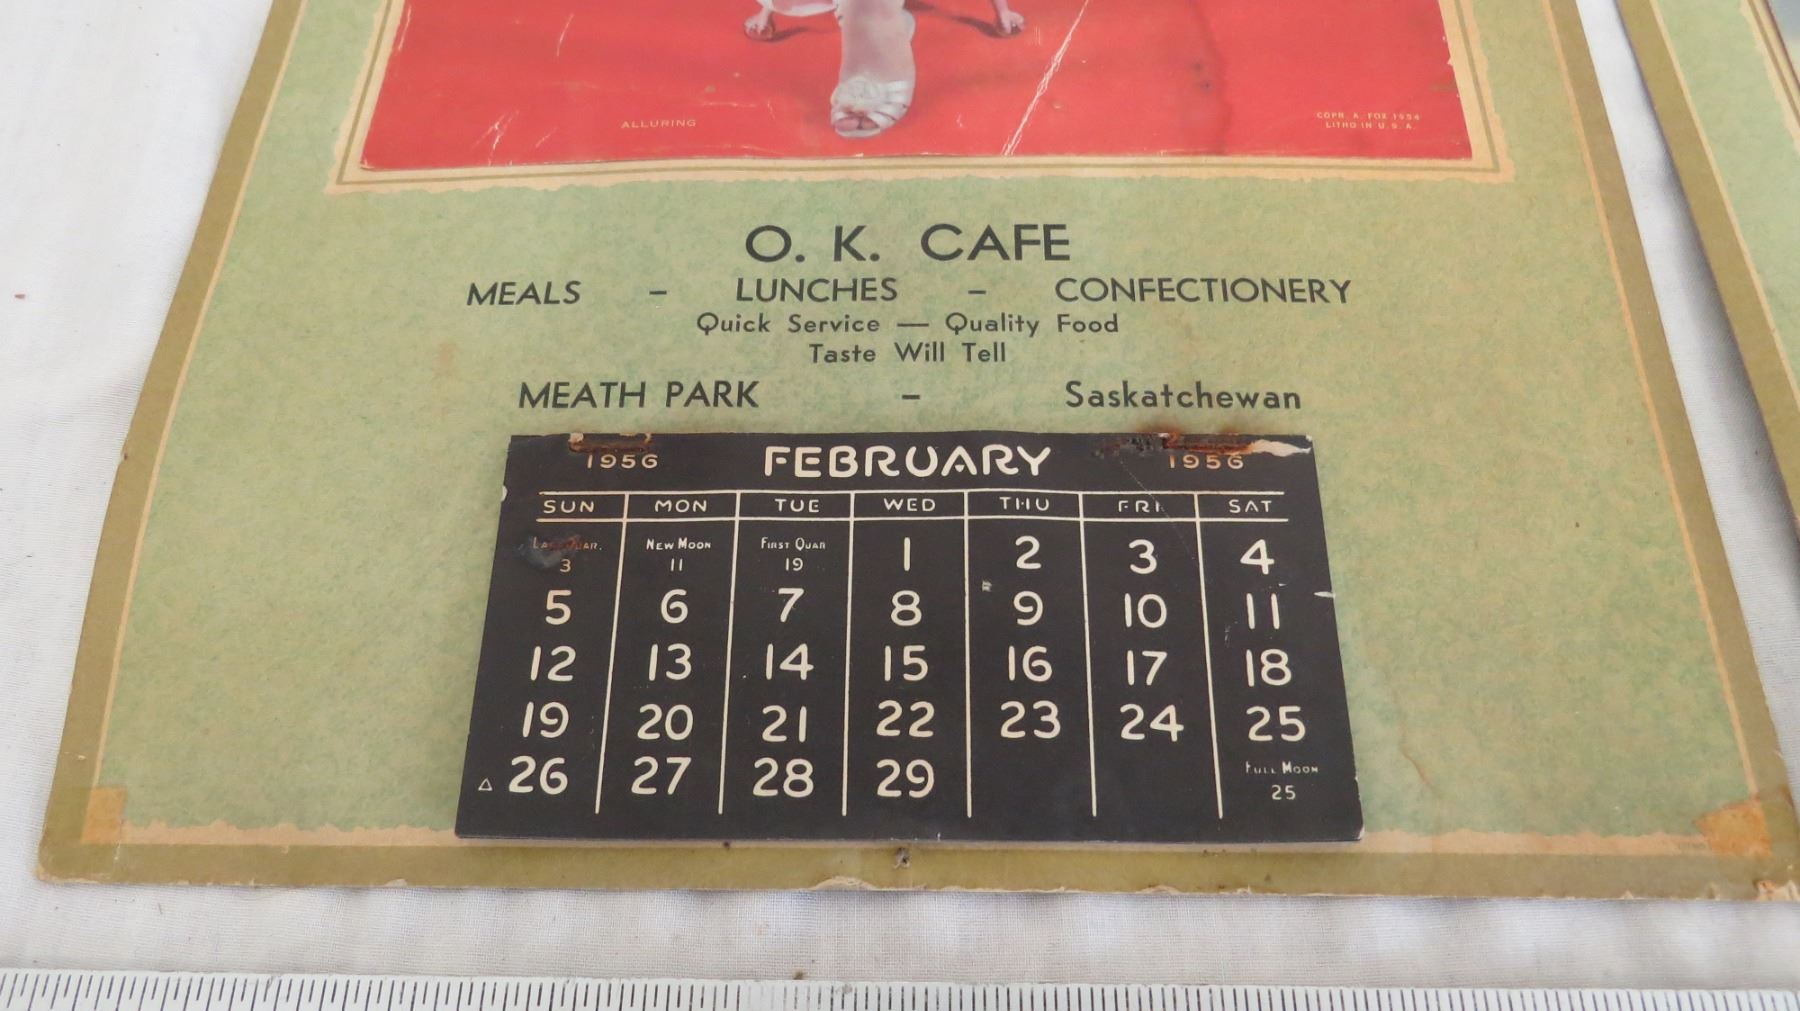 ALLURING
COPR. A. FOX 1954
LITHO IN U.S.A.
O. K. CAFE
MEALS - LUNCHES - CONFECTIONERY
Quick Service — Quality Food
Taste Will Tell
MEATH PARK - Saskatchewan
1956 FEBRUARY 1956
SUN MON TUE WED THU FRI SAT
LAST QUAR. NEW MOON FIRST QUAR 1 2 3 4
3 11 19
5 6 7 8 9 10 11
12 13 14 15 16 17 18
19 20 21 22 23 24 25
△ 26 27 28 29 FULL MOON
25